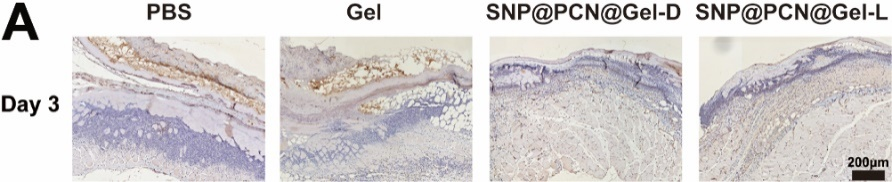 A
PBS Gel SNP@PCN@Gel-D SNP@PCN@Gel-L
Day 3
200μm